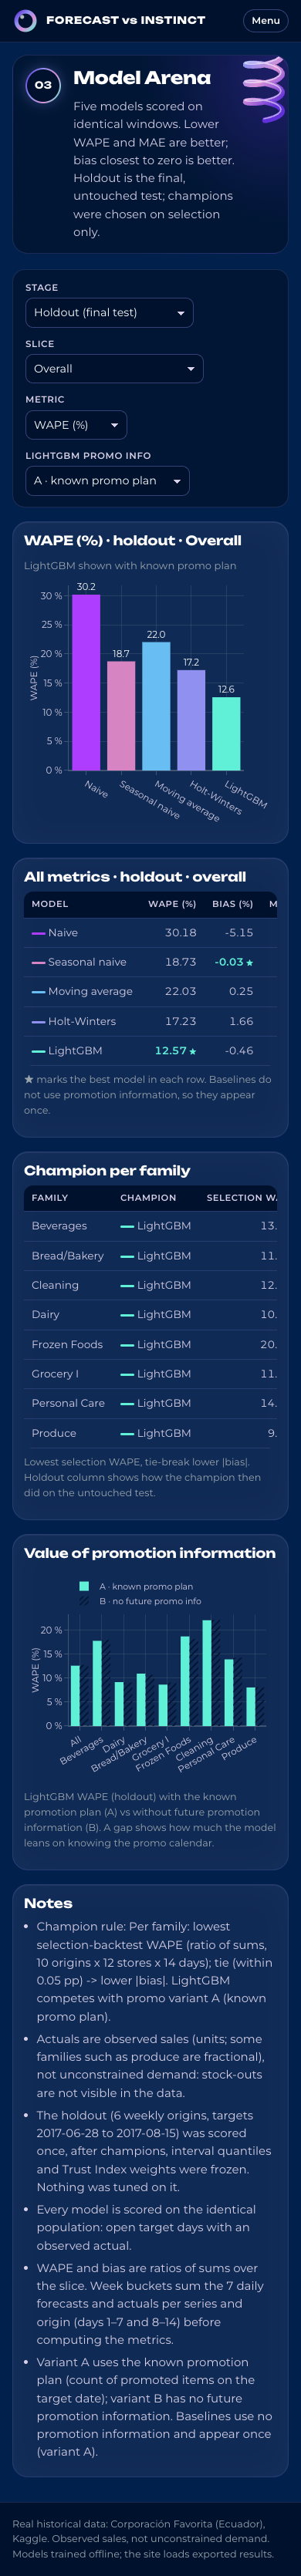 FORECAST vs INSTINCT
Menu
03
Model Arena
Five models scored on
identical windows. Lower
WAPE and MAE are better;
bias closest to zero is better.
Holdout is the final,
untouched test; champions
were chosen on selection
only.
STAGE
Holdout (final test)
SLICE
Overall
METRIC
WAPE (%)
LIGHTGBM PROMO INFO
A · known promo plan
WAPE (%) · holdout · Overall
LightGBM shown with known promo plan
WAPE (%)
30 %
25 %
20 %
15 %
10 %
5 %
0 %
30.2
18.7
22.0
17.2
12.6
Naive
Seasonal naive
Moving average
Holt-Winters
LightGBM
All metrics · holdout · overall
MODEL WAPE (%) BIAS (%) M
Naive 30.18 -5.15
Seasonal naive 18.73 -0.03 ★
Moving average 22.03 0.25
Holt-Winters 17.23 1.66
LightGBM 12.57 ★ -0.46
★ marks the best model in each row. Baselines do
not use promotion information, so they appear
once.
Champion per family
FAMILY CHAMPION SELECTION WA
Beverages LightGBM 13.
Bread/Bakery LightGBM 11.
Cleaning LightGBM 12.
Dairy LightGBM 10.
Frozen Foods LightGBM 20.
Grocery I LightGBM 11.
Personal Care LightGBM 14.
Produce LightGBM 9.
Lowest selection WAPE, tie-break lower |bias|.
Holdout column shows how the champion then
did on the untouched test.
Value of promotion information
A · known promo plan
B · no future promo info
WAPE (%)
20 %
15 %
10 %
5 %
0 %
All
Beverages
Dairy
Bread/Bakery
Grocery I
Frozen Foods
Cleaning
Personal Care
Produce
LightGBM WAPE (holdout) with the known
promotion plan (A) vs without future promotion
information (B). A gap shows how much the model
leans on knowing the promo calendar.
Notes
• Champion rule: Per family: lowest
selection-backtest WAPE (ratio of sums,
10 origins x 12 stores x 14 days); tie (within
0.05 pp) -> lower |bias|. LightGBM
competes with promo variant A (known
promo plan).
• Actuals are observed sales (units; some
families such as produce are fractional),
not unconstrained demand: stock-outs
are not visible in the data.
• The holdout (6 weekly origins, targets
2017-06-28 to 2017-08-15) was scored
once, after champions, interval quantiles
and Trust Index weights were frozen.
Nothing was tuned on it.
• Every model is scored on the identical
population: open target days with an
observed actual.
• WAPE and bias are ratios of sums over
the slice. Week buckets sum the 7 daily
forecasts and actuals per series and
origin (days 1–7 and 8–14) before
computing the metrics.
• Variant A uses the known promotion
plan (count of promoted items on the
target date); variant B has no future
promotion information. Baselines use no
promotion information and appear once
(variant A).
Real historical data: Corporación Favorita (Ecuador),
Kaggle. Observed sales, not unconstrained demand.
Models trained offline; the site loads exported results.